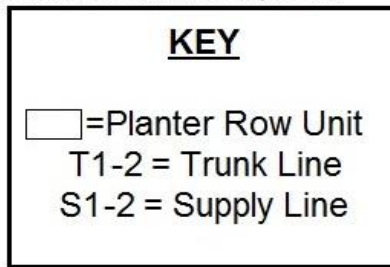 KEY
=Planter Row Unit
T1-2 = Trunk Line
S1-2 = Supply Line